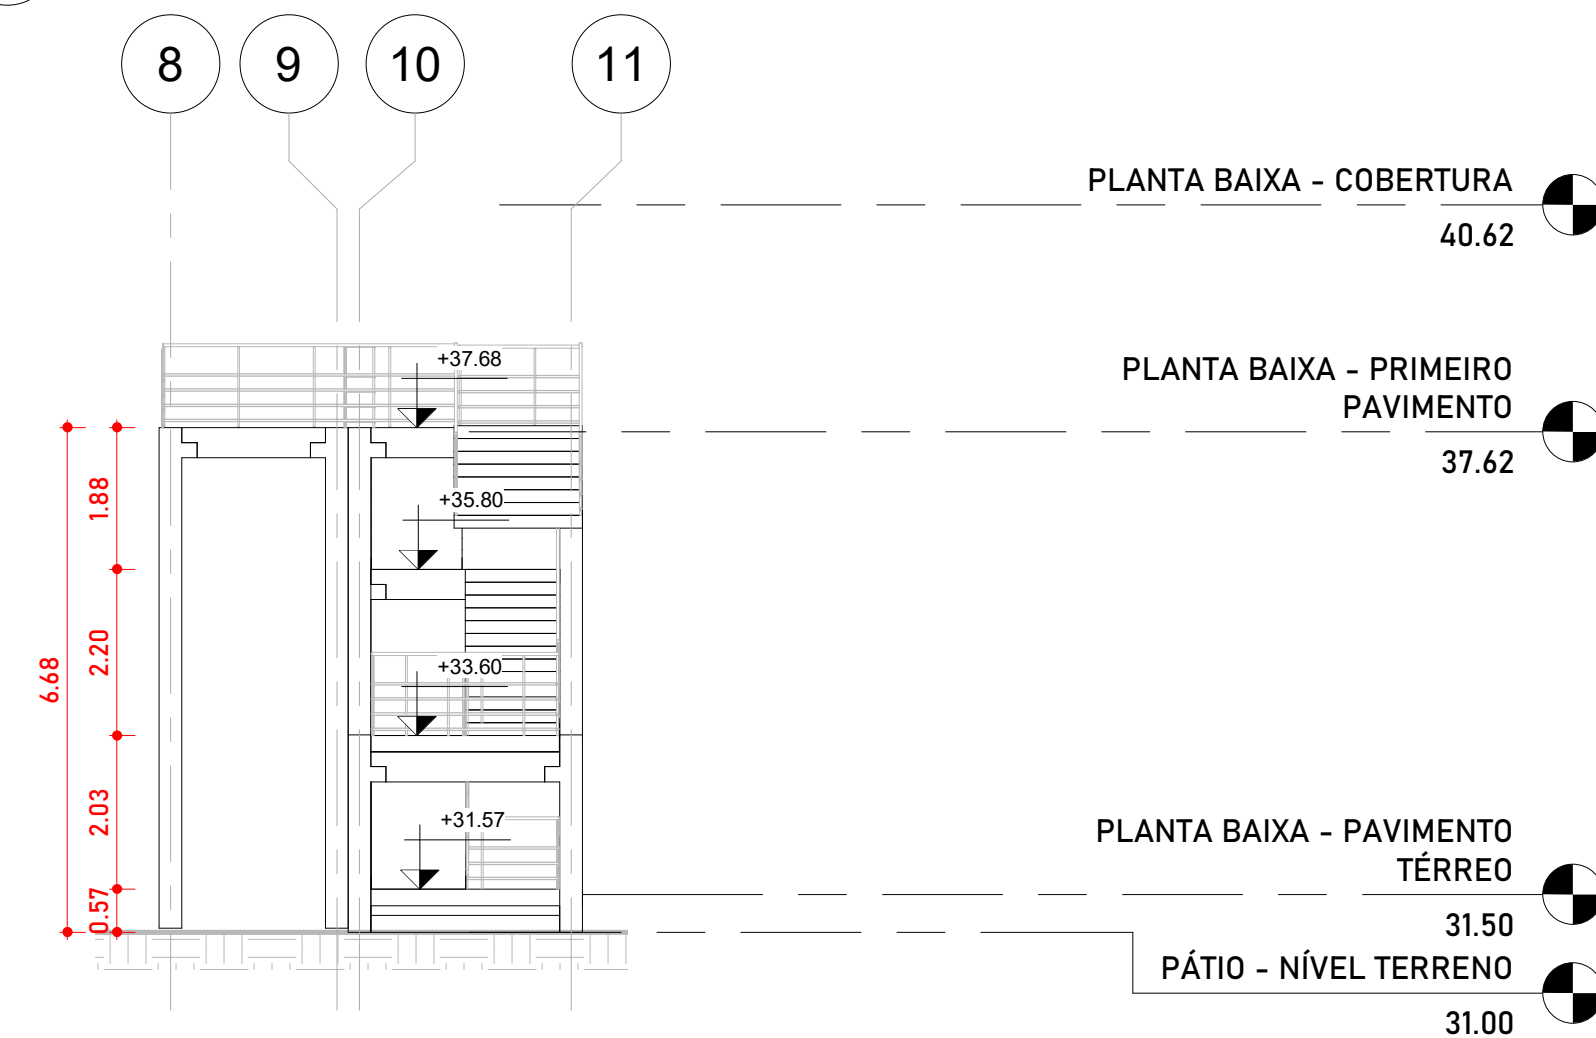 8
9
10
11
PLANTA BAIXA - COBERTURA
40.62
+37.68
PLANTA BAIXA - PRIMEIRO
PAVIMENTO
37.62
1.88
+35.80
2.20
6.68
+33.60
2.03
+31.57
0.57
PLANTA BAIXA - PAVIMENTO
TÉRREO
31.50
PÁTIO - NÍVEL TERRENO
31.00